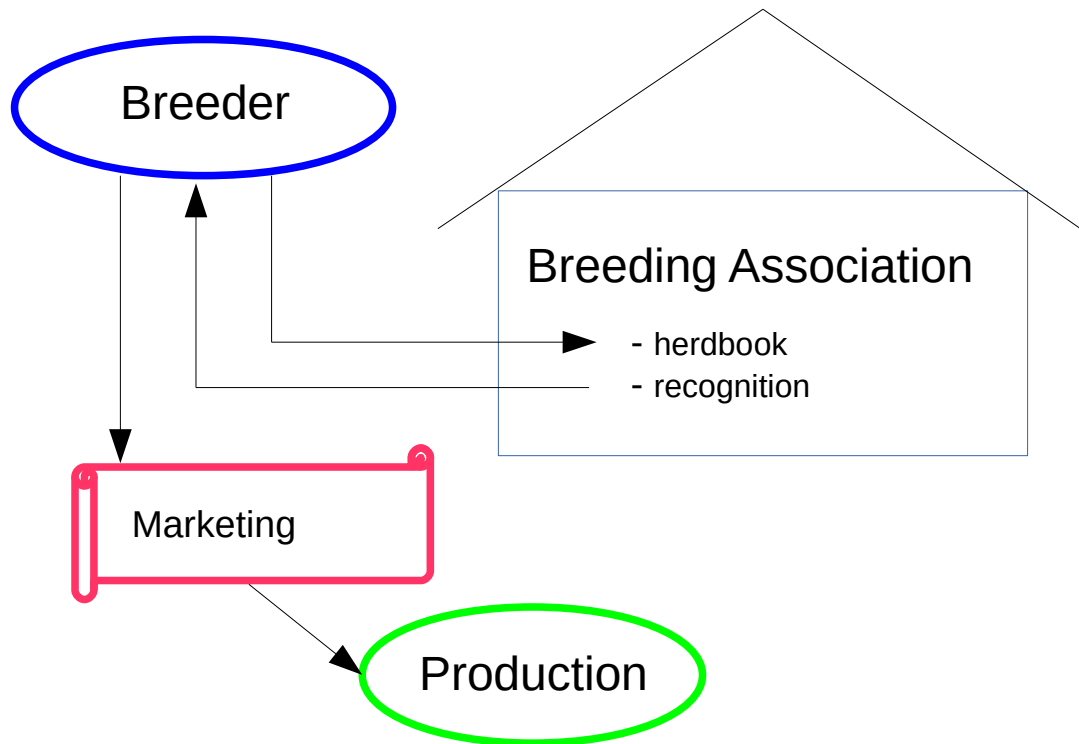 Breeder
Breeding Association
- herdbook
- recognition
Marketing
Production